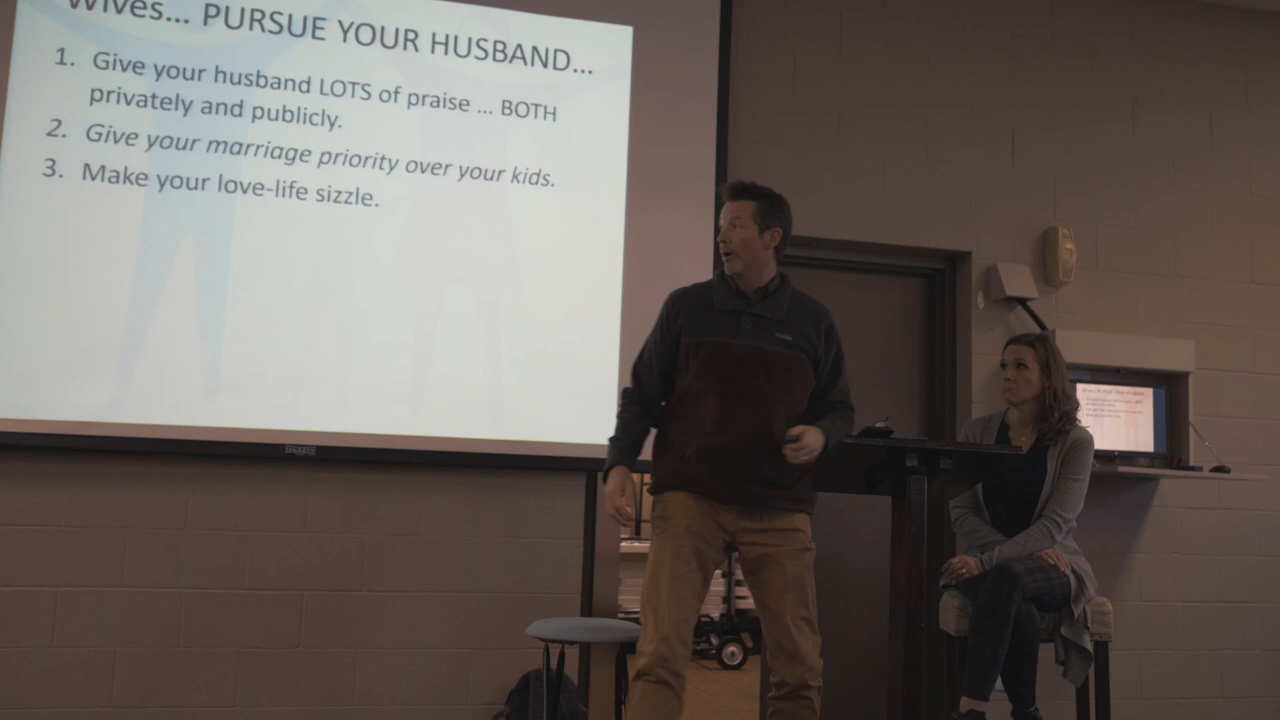 Wives... PURSUE YOUR HUSBAND...
1. Give your husband LOTS of praise ... BOTH
privately and publicly.
2. Give your marriage priority over your kids.
3. Make your love-life sizzle.